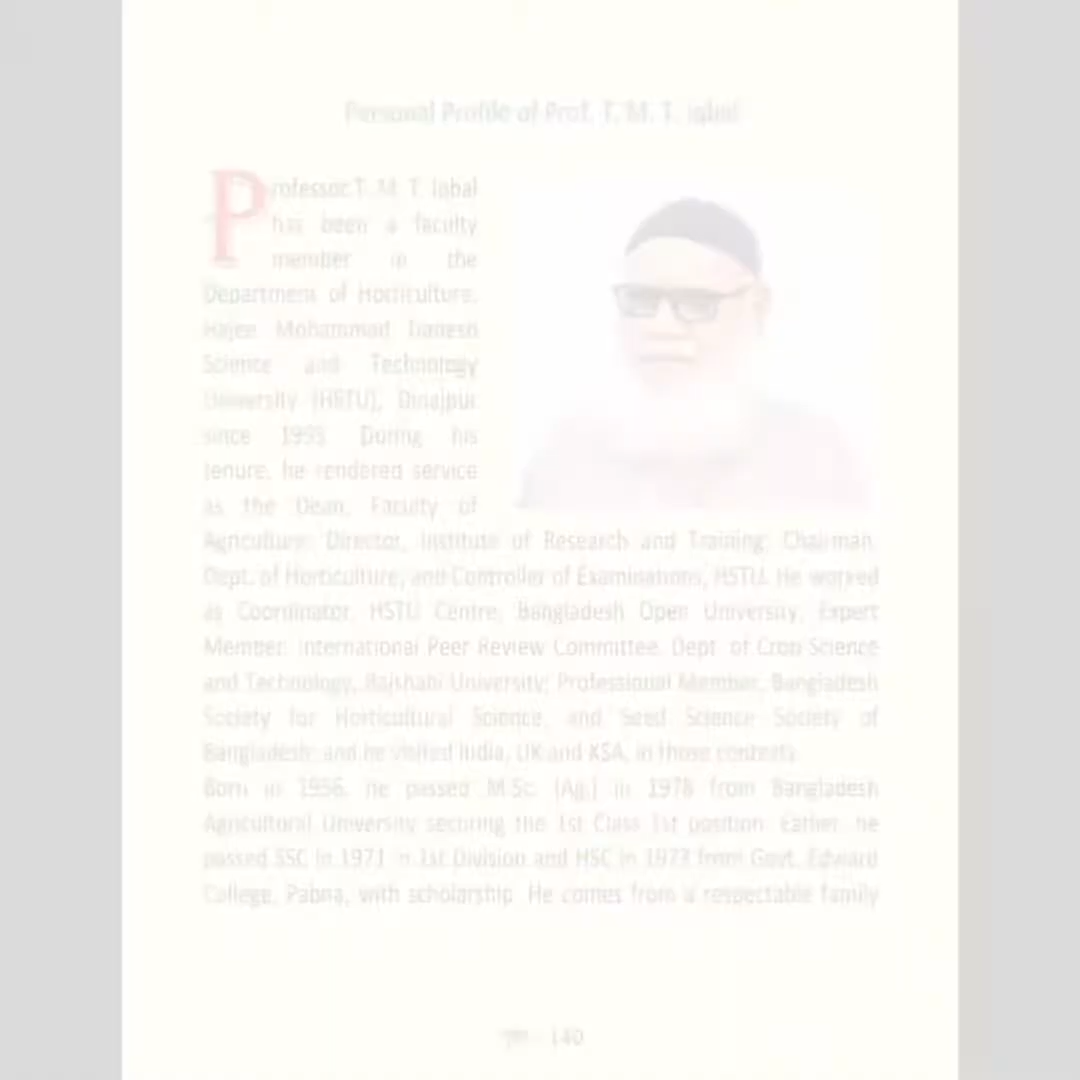 Personal Profile of Prof. T. M. T. Iqbal
Professor T. M. T. Iqbal
has been a faculty
member in the
Department of Horticulture,
Hajee Mohammad Danesh
Science and Technology
University (HSTU), Dinajpur
since 1995. During his
tenure, he rendered service
as the Dean, Faculty of
Agriculture; Director, Institute of Research and Training; Chairman,
Dept. of Horticulture; and Controller of Examinations, HSTU. He worked
as Coordinator, HSTU Centre, Bangladesh Open University; Expert
Member, International Peer Review Committee, Dept. of Crop Science
and Technology, Rajshahi University; Professional Member, Bangladesh
Society for Horticultural Science, and Seed Science Society of
Bangladesh; and he visited India, UK and KSA, in those contexts.
Born in 1956, he passed M.Sc. (Ag.) in 1978 from Bangladesh
Agricultural University securing the 1st Class 1st position. Earlier, he
passed SSC in 1971 in 1st Division and HSC in 1973 from Govt. Edward
College, Pabna, with scholarship. He comes from a respectable family
140